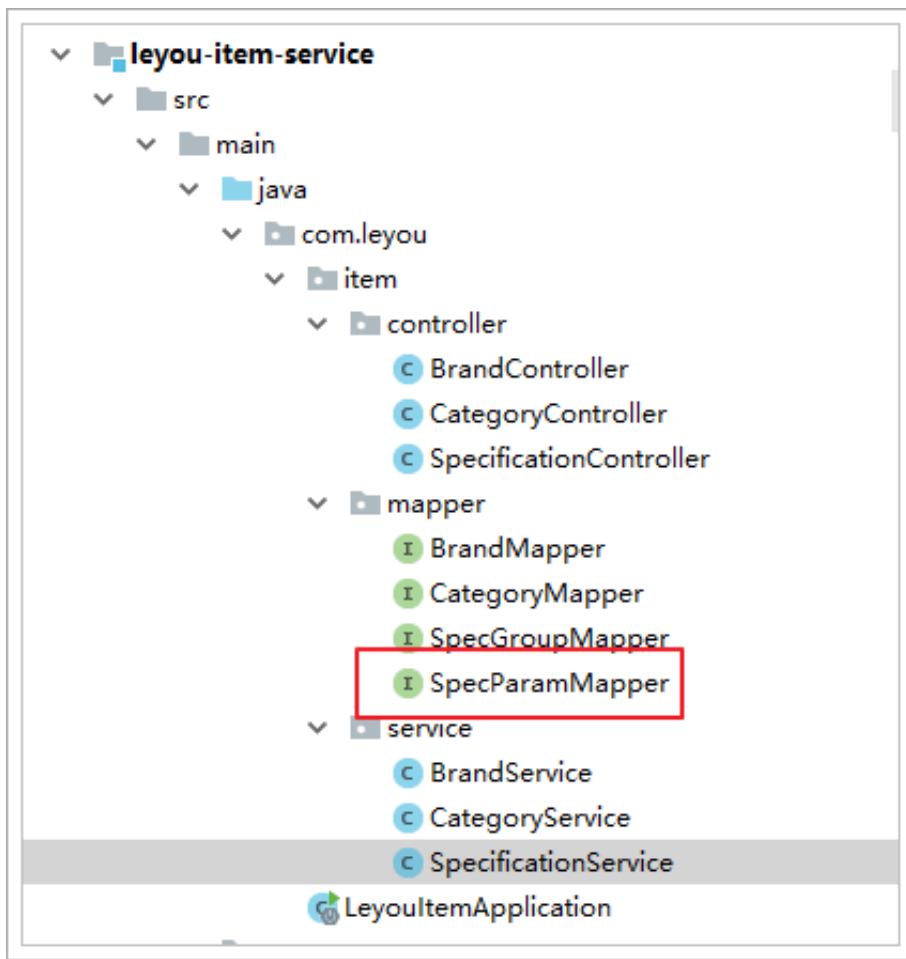 leyou-item-service
src
main
java
com.leyou
item
controller
C BrandController
C CategoryController
C SpecificationController
mapper
I BrandMapper
I CategoryMapper
I SpecGroupMapper
I SpecParamMapper
service
C BrandService
C CategoryService
C SpecificationService
LeyouItemApplication